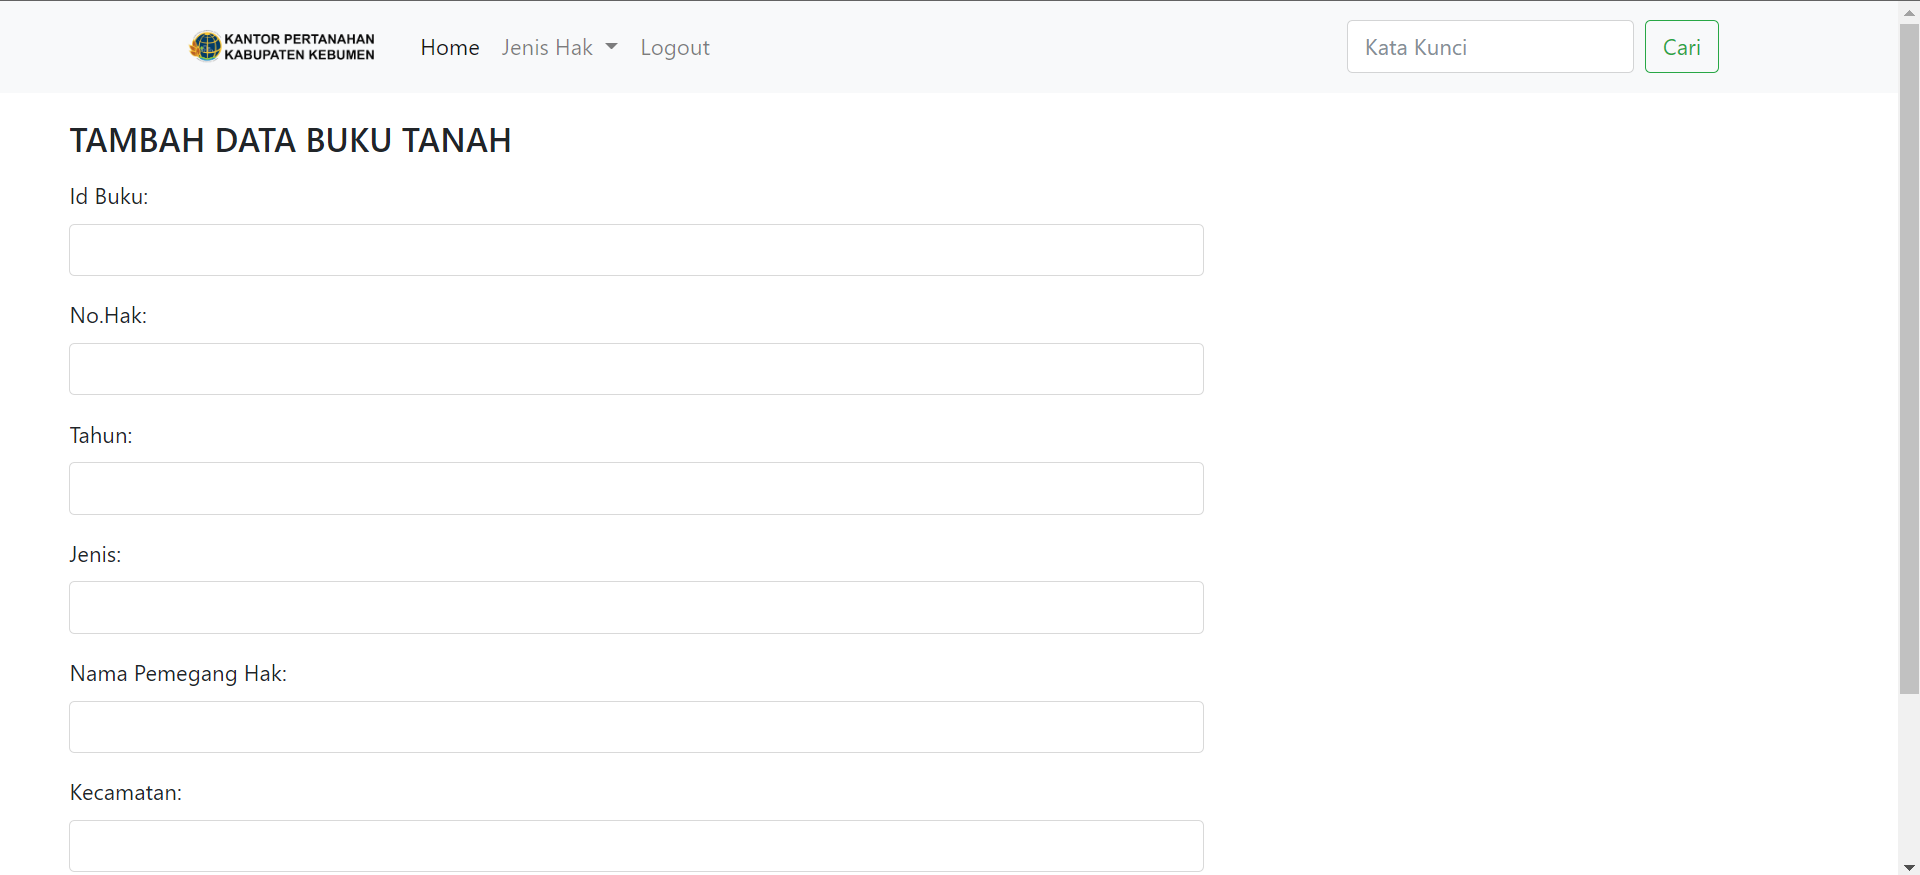 KANTOR PERTANAHAN
KABUPATEN KEBUMEN
Home Jenis Hak Logout
Kata Kunci Cari
TAMBAH DATA BUKU TANAH
Id Buku:
No.Hak:
Tahun:
Jenis:
Nama Pemegang Hak:
Kecamatan: